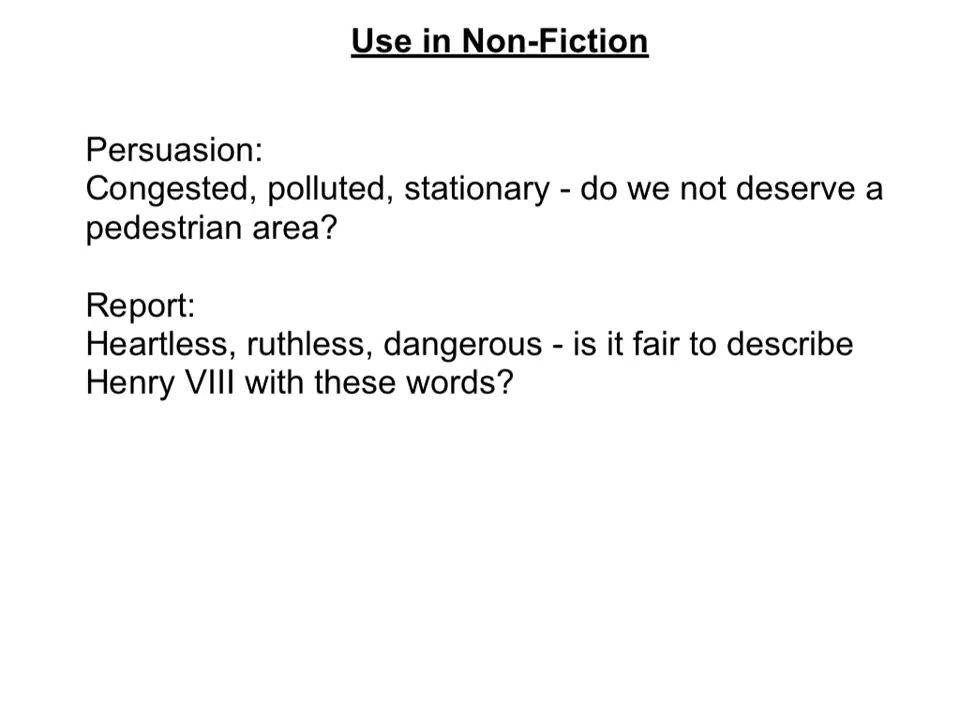 Use in Non-Fiction
Persuasion:
Congested, polluted, stationary - do we not deserve a
pedestrian area?
Report:
Heartless, ruthless, dangerous - is it fair to describe
Henry VIII with these words?